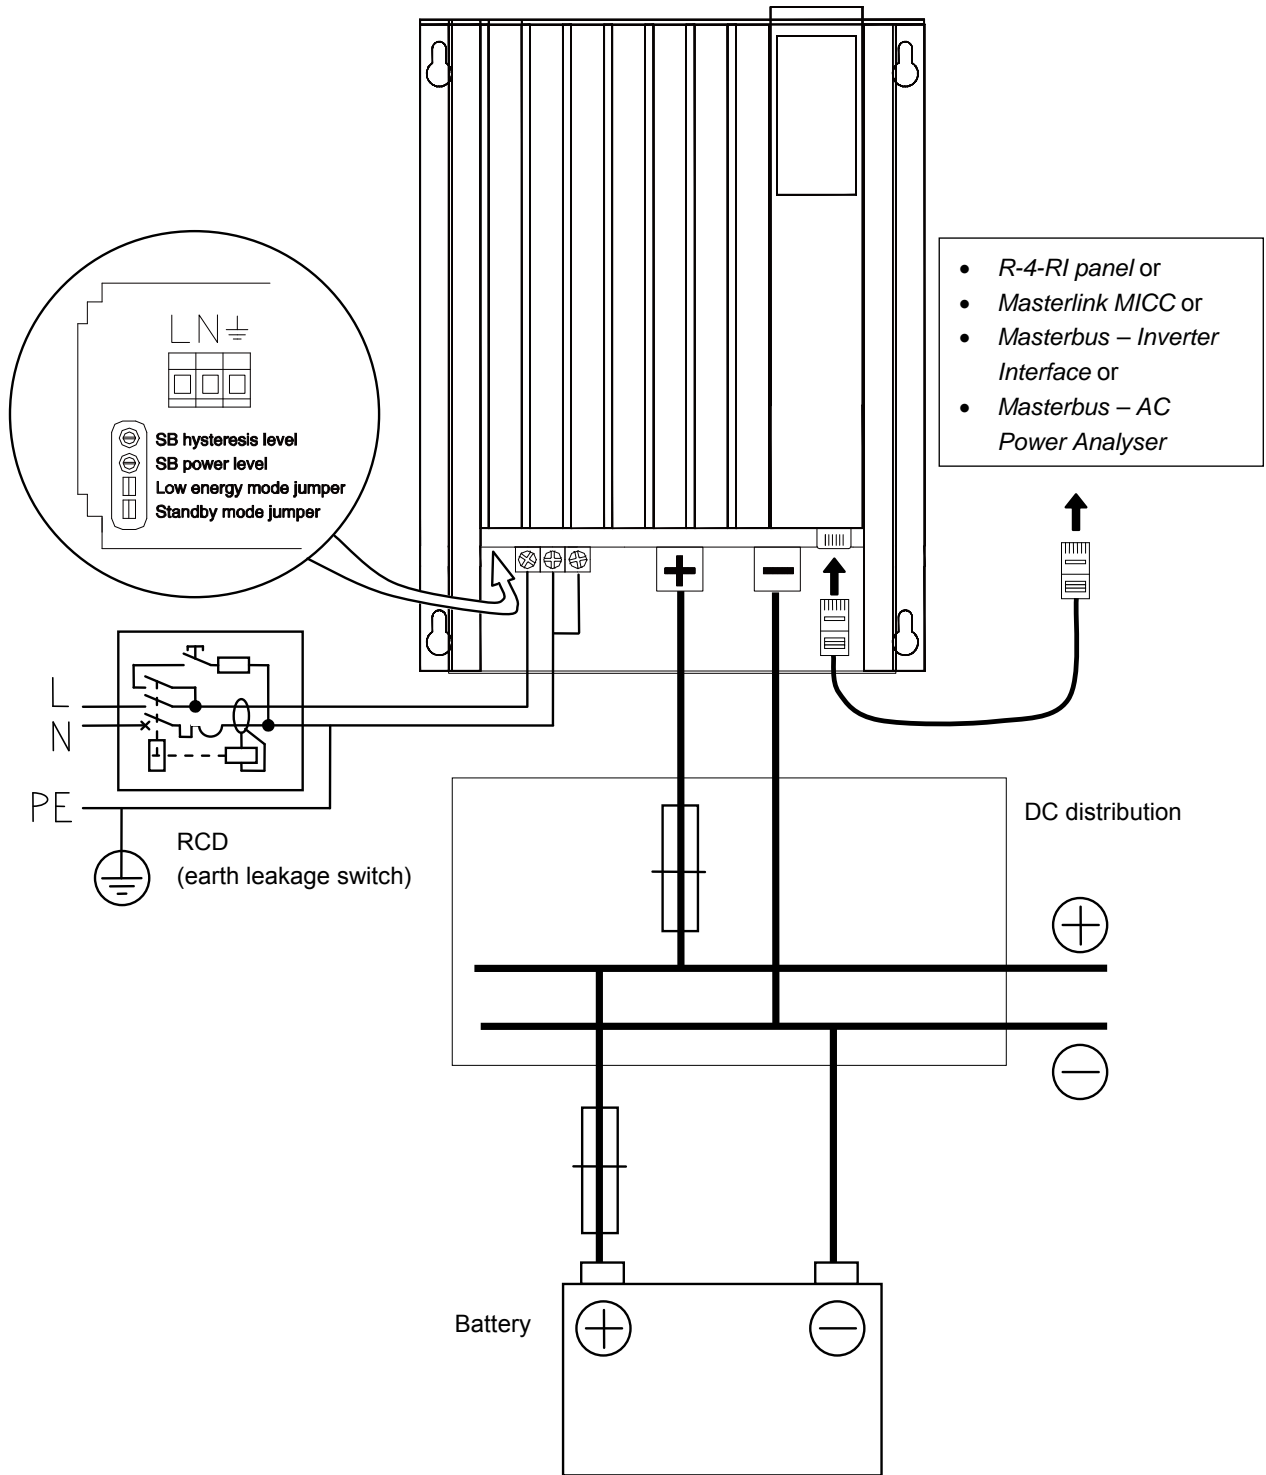 • R-4-RI panel or
• Masterlink MICC or
• Masterbus – Inverter
Interface or
• Masterbus – AC
Power Analyser
LN
SB hysteresis level
SB power level
Low energy mode jumper
Standby mode jumper
+ −
L
N
PE
RCD
(earth leakage switch)
DC distribution
+
−
Battery
+ −